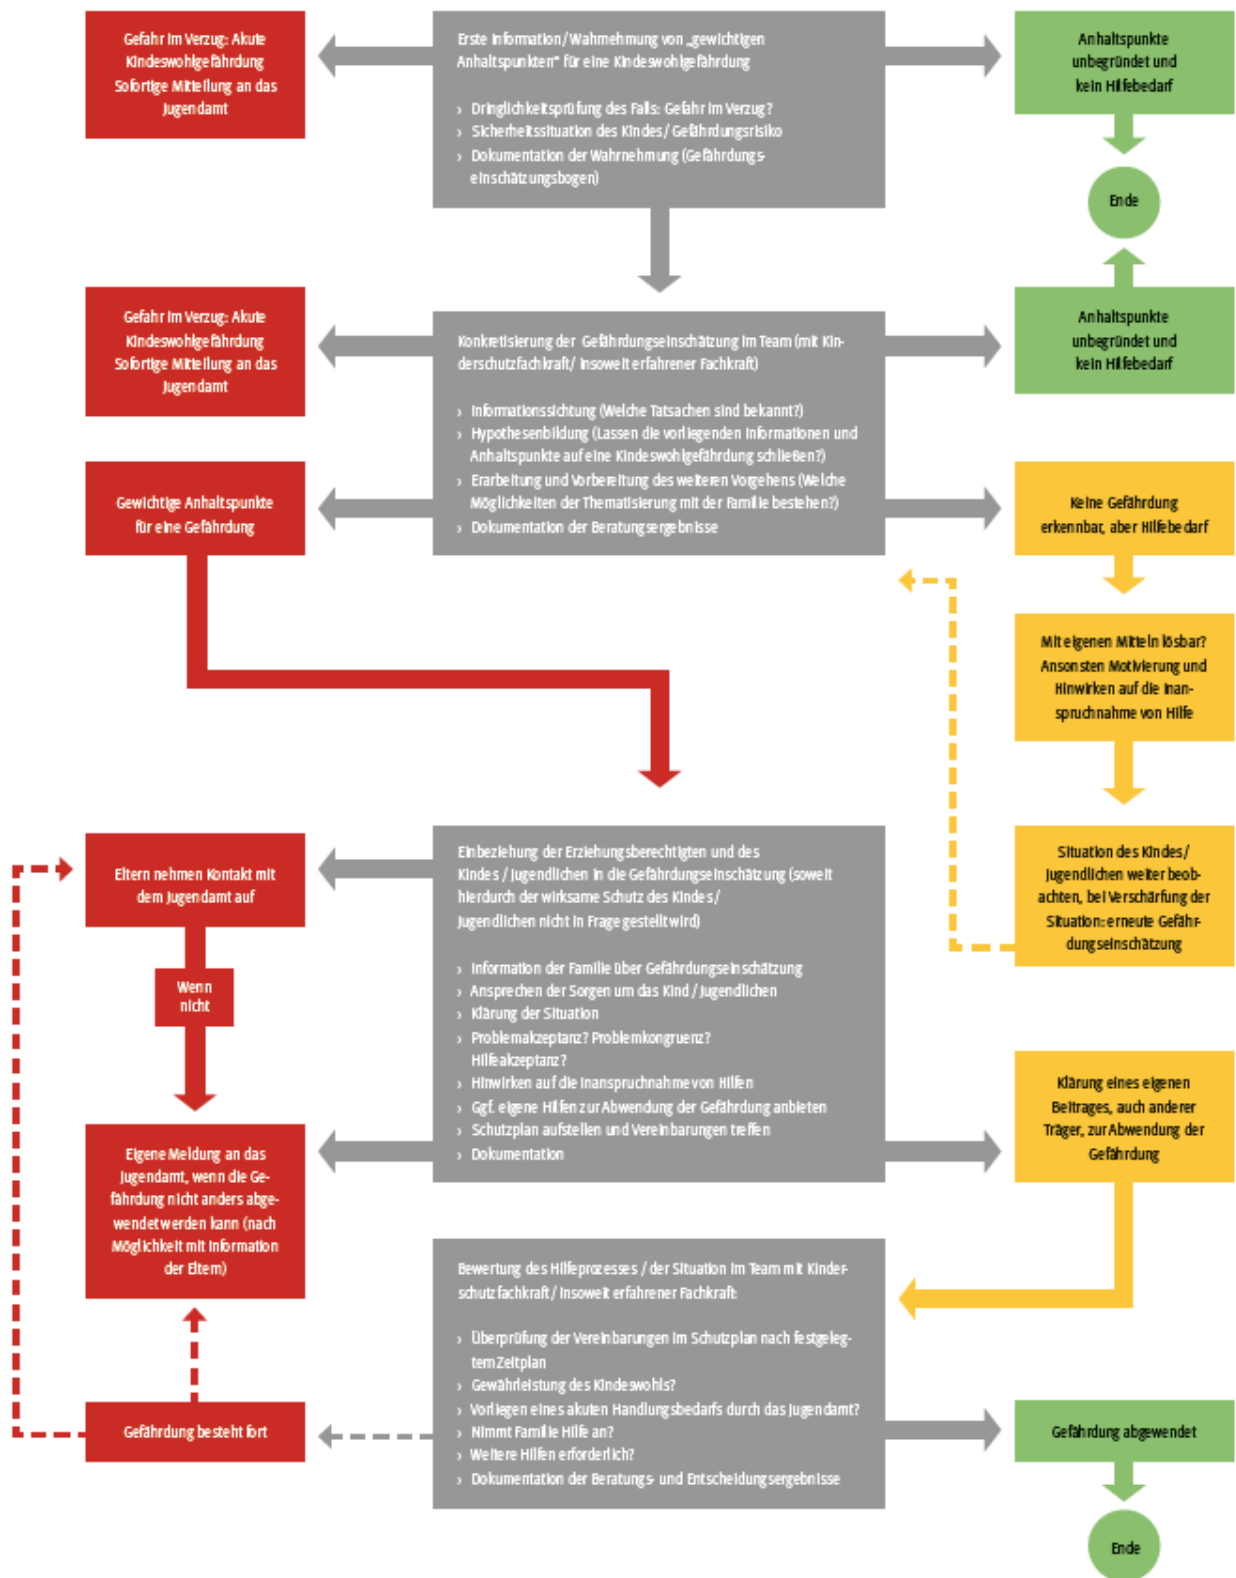 Gefahr im Verzug: Akute
Kindeswohlgefährdung
Sofortige Mitteilung an das
Jugendamt
Erste Information/Wahrnehmung von „gewichtigen
Anhaltspunkten“ für eine Kindeswohlgefährdung
› Dringlichkeitsprüfung des Falls: Gefahr im Verzug?
› Sicherheitssituation des Kindes/ Gefährdungsrisiko
› Dokumentation der Wahrnehmung (Gefährdungs-
einschätzungsbogen)
Anhaltspunkte
unbegründet und
kein Hilfebedarf
Ende
Gefahr im Verzug: Akute
Kindeswohlgefährdung
Sofortige Mitteilung an das
Jugendamt
Konkretisierung der Gefährdungseinschätzung im Team (mit Kin-
derschutzfachkraft/ insoweit erfahrener Fachkraft)
› Informationssichtung (Welche Tatsachen sind bekannt?)
› Hypothesenbildung (Lassen die vorliegenden Informationen und
Anhaltspunkte auf eine Kindeswohlgefährdung schließen?)
› Erarbeitung und Vorbereitung des weiteren Vorgehens (Welche
Möglichkeiten der Thematisierung mit der Familie bestehen?)
› Dokumentation der Beratungsergebnisse
Anhaltspunkte
unbegründet und
kein Hilfebedarf
Gewichtige Anhaltspunkte
für eine Gefährdung
Keine Gefährdung
erkennbar, aber Hilfebedarf
Mit eigenen Mitteln lösbar?
Ansonsten Motivierung und
Hinwirken auf die Inan-
spruchnahme von Hilfe
Eltern nehmen Kontakt mit
dem Jugendamt auf
Wenn
nicht
Einbeziehung der Erziehungsberechtigten und des
Kindes / Jugendlichen in die Gefährdungseinschätzung (soweit
hierdurch der wirksame Schutz des Kindes /
Jugendlichen nicht in Frage gestellt wird)
› Information der Familie über Gefährdungseinschätzung
› Ansprechen der Sorgen um das Kind / Jugendlichen
› Klärung der Situation
› Problemakzeptanz? Problemkongruenz?
Hilfeakzeptanz?
› Hinwirken auf die Inanspruchnahme von Hilfen
› Ggf. eigene Hilfen zur Abwendung der Gefährdung anbieten
› Schutzplan aufstellen und Vereinbarungen treffen
› Dokumentation
Situation des Kindes/
Jugendlichen weiter beob-
achten, bei Verschärfung der
Situation: erneute Gefähr-
dungseinschätzung
Klärung eines eigenen
Beitrages, auch anderer
Träger, zur Abwendung der
Gefährdung
Eigene Meldung an das
Jugendamt, wenn die Ge-
fährdung nicht anders abge-
wendet werden kann (nach
Möglichkeit mit Information
der Eltern)
Bewertung des Hilfeprozesses / der Situation im Team mit Kinder-
schutzfachkraft/ insoweit erfahrener Fachkraft:
› Überprüfung der Vereinbarungen im Schutzplan nach festgeleg-
tem Zeitplan
› Gewährleistung des Kindeswohls?
› Vorliegen eines akuten Handlungsbedarfs durch das Jugendamt?
› Nimmt Familie Hilfe an?
› Weitere Hilfen erforderlich?
› Dokumentation der Beratungs- und Entscheidungsergebnisse
Gefährdung besteht fort
Gefährdung abgewendet
Ende